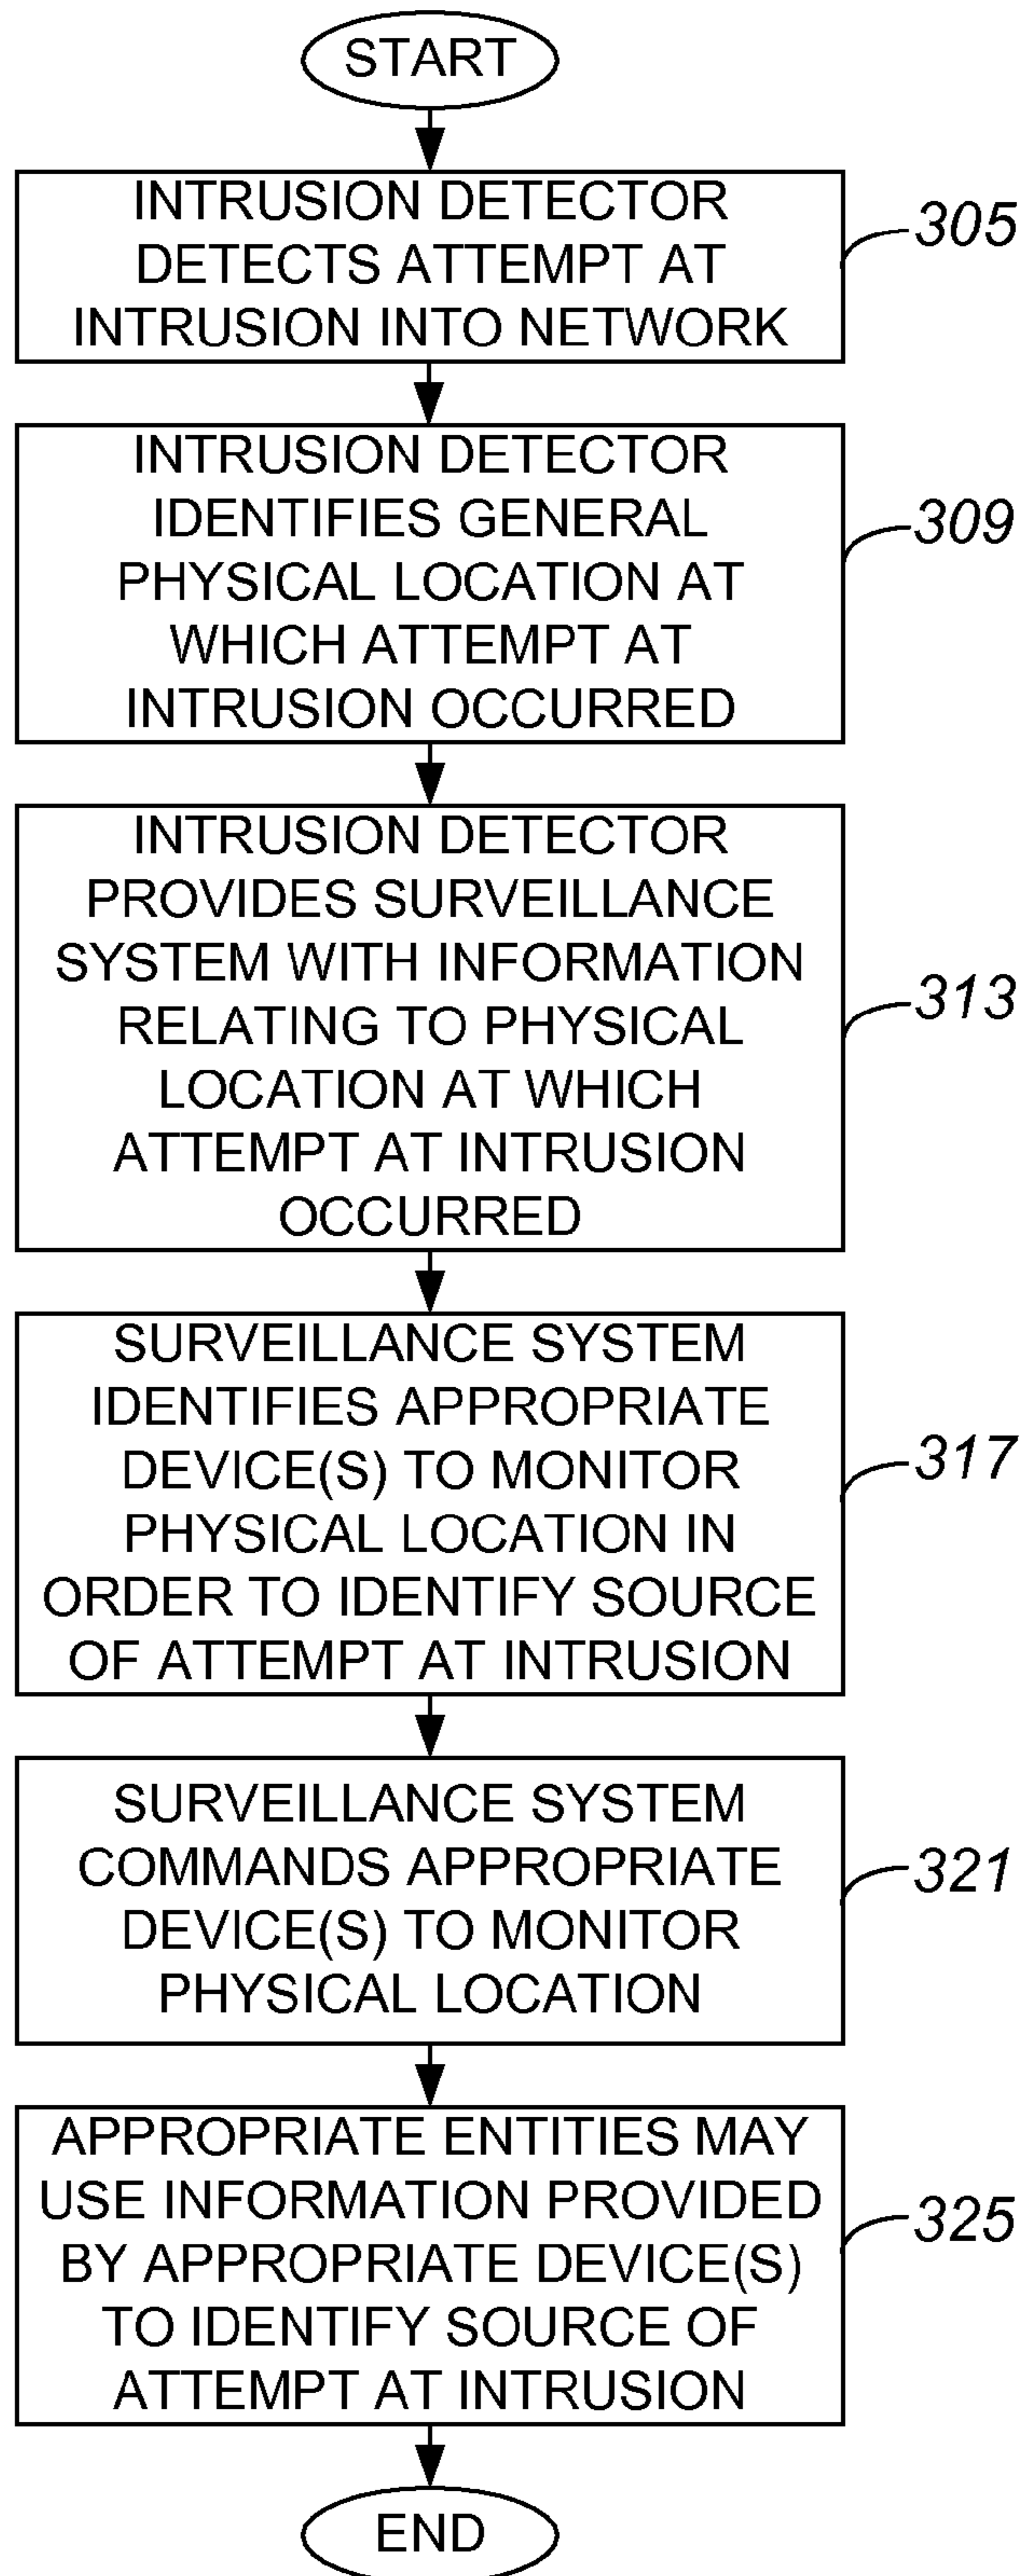 START
INTRUSION DETECTOR
DETECTS ATTEMPT AT
INTRUSION INTO NETWORK
305
INTRUSION DETECTOR
IDENTIFIES GENERAL
PHYSICAL LOCATION AT
WHICH ATTEMPT AT
INTRUSION OCCURRED
309
INTRUSION DETECTOR
PROVIDES SURVEILLANCE
SYSTEM WITH INFORMATION
RELATING TO PHYSICAL
LOCATION AT WHICH
ATTEMPT AT INTRUSION
OCCURRED
313
SURVEILLANCE SYSTEM
IDENTIFIES APPROPRIATE
DEVICE(S) TO MONITOR
PHYSICAL LOCATION IN
ORDER TO IDENTIFY SOURCE
OF ATTEMPT AT INTRUSION
317
SURVEILLANCE SYSTEM
COMMANDS APPROPRIATE
DEVICE(S) TO MONITOR
PHYSICAL LOCATION
321
APPROPRIATE ENTITIES MAY
USE INFORMATION PROVIDED
BY APPROPRIATE DEVICE(S)
TO IDENTIFY SOURCE OF
ATTEMPT AT INTRUSION
325
END